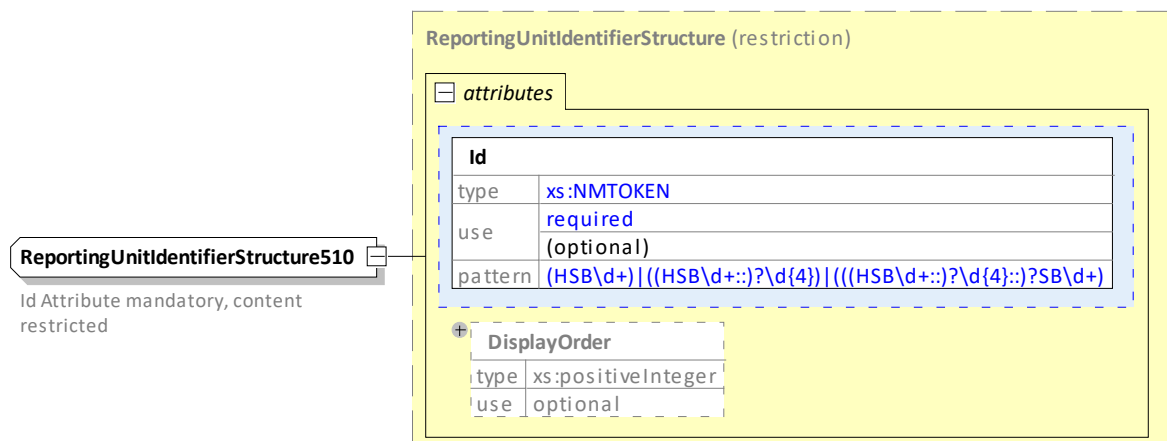 ReportingUnitIdentifierStructure (restriction)
attributes
Id
type xs:NMTOKEN
use required
(optional)
pattern (HSB\d+)|((HSB\d+::)?\d{4})|(((HSB\d+::)?\d{4}::)?SB\d+)
ReportingUnitIdentifierStructure510
Id Attribute mandatory, content
restricted
DisplayOrder
type xs:positiveInteger
use optional